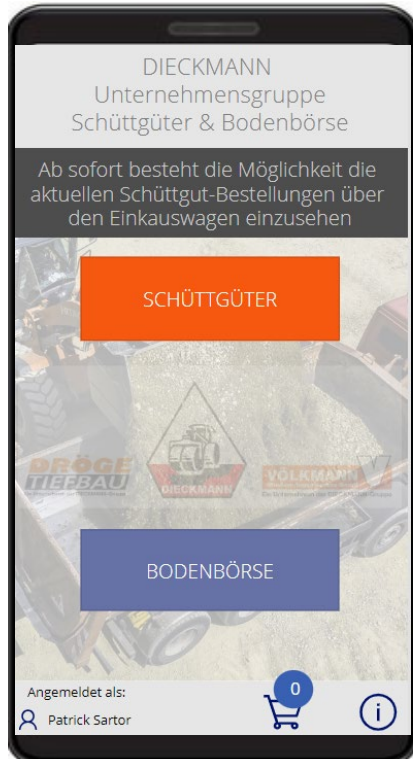 DIECKMANN
Unternehmensgruppe
Schüttgüter & Bodenbörse
Ab sofort besteht die Möglichkeit die
aktuellen Schüttgut-Bestellungen über
den Einkauswagen einzusehen
SCHÜTTGÜTER
DRÖGE
TIEFBAU
DIECKMANN
VOLKMANN
BODENBÖRSE
0
Angemeldet als:
Patrick Sartor
i